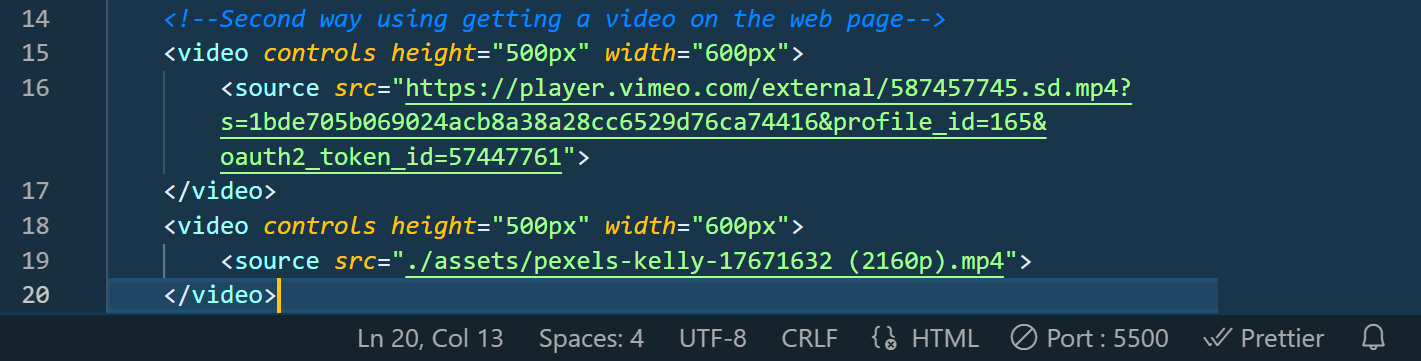 14 <!--Second way using getting a video on the web page-->
15 <video controls height="500px" width="600px">
16 <source src="https://player.vimeo.com/external/587457745.sd.mp4?
s=1bde705b069024acb8a38a28cc6529d76ca74416&profile_id=165&
oauth2_token_id=57447761">
17 </video>
18 <video controls height="500px" width="600px">
19 <source src="./assets/pexels-kelly-17671632 (2160p).mp4">
20 </video>
Ln 20, Col 13 Spaces: 4 UTF-8 CRLF HTML Port : 5500 Prettier